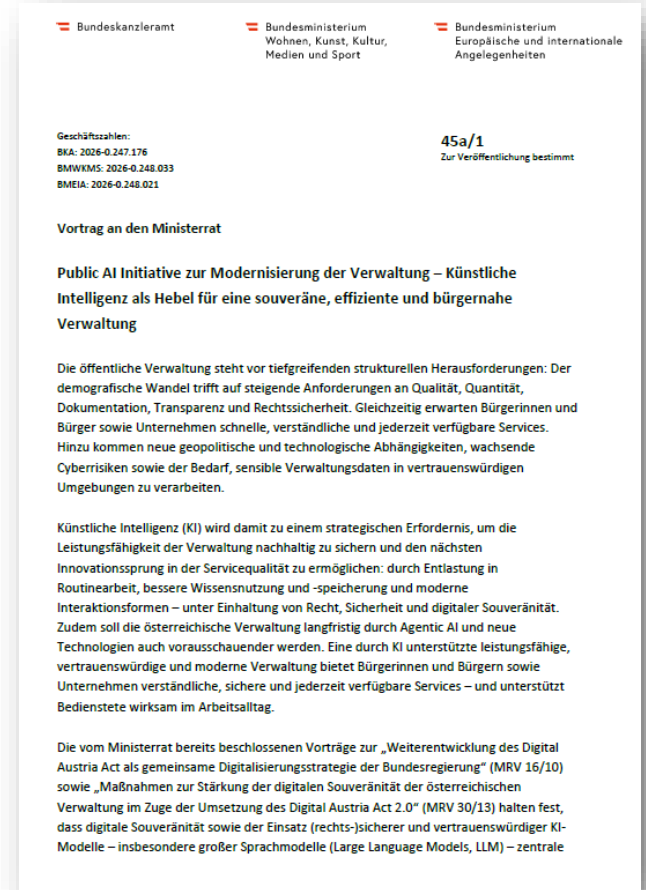 Bundeskanzleramt
Bundesministerium
Wohnen, Kunst, Kultur,
Medien und Sport
Bundesministerium
Europäische und internationale
Angelegenheiten
Geschäftszahlen:
BKA: 2026-0.247.176
BMWKMS: 2026-0.248.033
BMEIA: 2026-0.248.021
45a/1
Zur Veröffentlichung bestimmt
Vortrag an den Ministerrat
Public AI Initiative zur Modernisierung der Verwaltung – Künstliche
Intelligenz als Hebel für eine souveräne, effiziente und bürgernahe
Verwaltung
Die öffentliche Verwaltung steht vor tiefgreifenden strukturellen Herausforderungen: Der
demografische Wandel trifft auf steigende Anforderungen an Qualität, Quantität,
Dokumentation, Transparenz und Rechtssicherheit. Gleichzeitig erwarten Bürgerinnen und
Bürger sowie Unternehmen schnelle, verständliche und jederzeit verfügbare Services.
Hinzu kommen neue geopolitische und technologische Abhängigkeiten, wachsende
Cyberrisiken sowie der Bedarf, sensible Verwaltungsdaten in vertrauenswürdigen
Umgebungen zu verarbeiten.
Künstliche Intelligenz (KI) wird damit zu einem strategischen Erfordernis, um die
Leistungsfähigkeit der Verwaltung nachhaltig zu sichern und den nächsten
Innovationssprung in der Servicequalität zu ermöglichen: durch Entlastung in
Routinearbeit, bessere Wissensnutzung und -speicherung und moderne
Interaktionsformen – unter Einhaltung von Recht, Sicherheit und digitaler Souveränität.
Zudem soll die österreichische Verwaltung langfristig durch Agentic AI und neue
Technologien auch vorausschauender werden. Eine durch KI unterstützte leistungsfähige,
vertrauenswürdige und moderne Verwaltung bietet Bürgerinnen und Bürgern sowie
Unternehmen verständliche, sichere und jederzeit verfügbare Services – und unterstützt
Bedienstete wirksam im Arbeitsalltag.
Die vom Ministerrat bereits beschlossenen Vorträge zur „Weiterentwicklung des Digital
Austria Act als gemeinsame Digitalisierungsstrategie der Bundesregierung“ (MRV 16/10)
sowie „Maßnahmen zur Stärkung der digitalen Souveränität der österreichischen
Verwaltung im Zuge der Umsetzung des Digital Austria Act 2.0“ (MRV 30/13) halten fest,
dass digitale Souveränität sowie der Einsatz (rechts-)sicherer und vertrauenswürdiger KI-
Modelle – insbesondere großer Sprachmodelle (Large Language Models, LLM) – zentrale